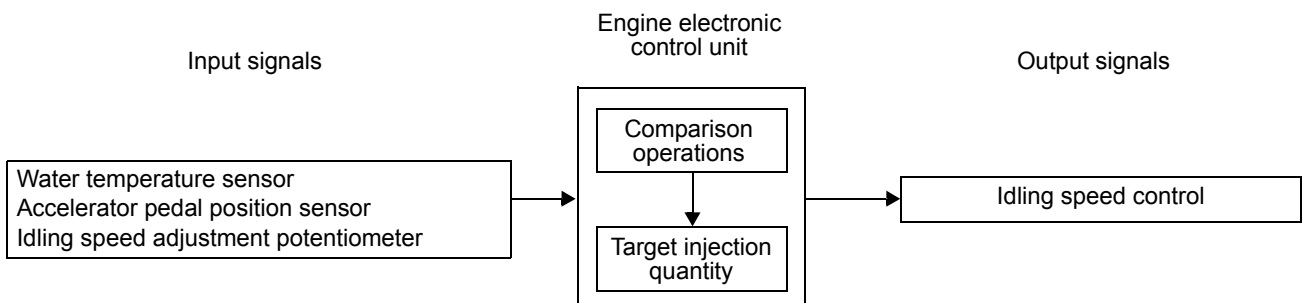 Input signals
Engine electronic
control unit
Output signals
Water temperature sensor
Accelerator pedal position sensor
Idling speed adjustment potentiometer
Comparison
operations
Target injection
quantity
Idling speed control